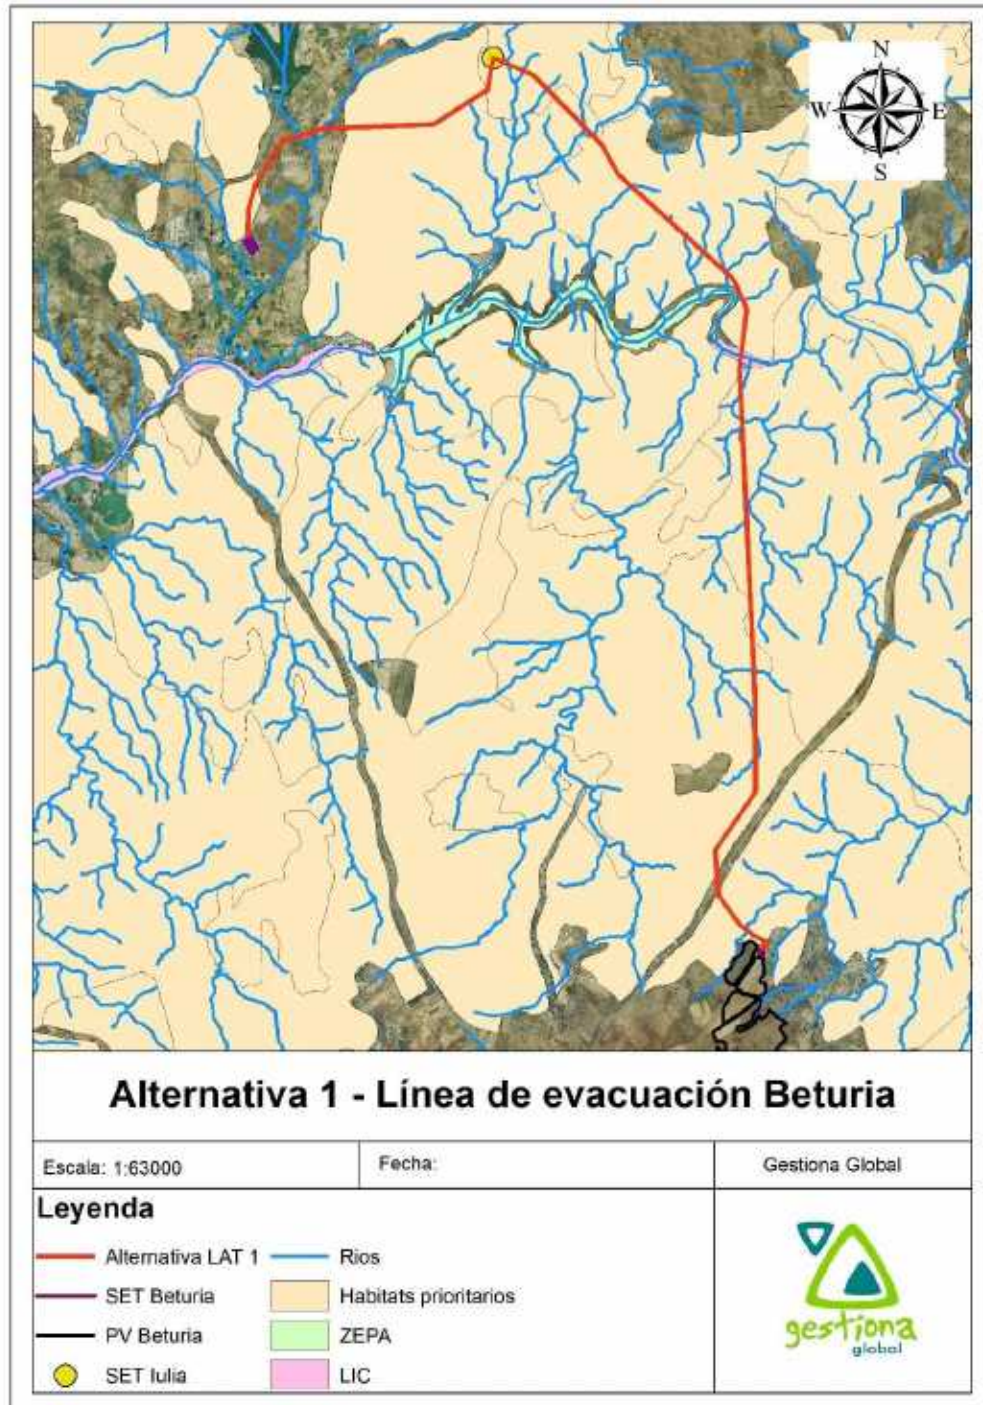 N
W E
S
Alternativa 1 - Línea de evacuación Beturia
Escala: 1:63000
Fecha:
Gestiona Global
Leyenda
Alternativa LAT 1
Rios
SET Beturia
Habitats prioritarios
PV Beturia
ZEPA
SET Iulia
LIC
gestiona
global